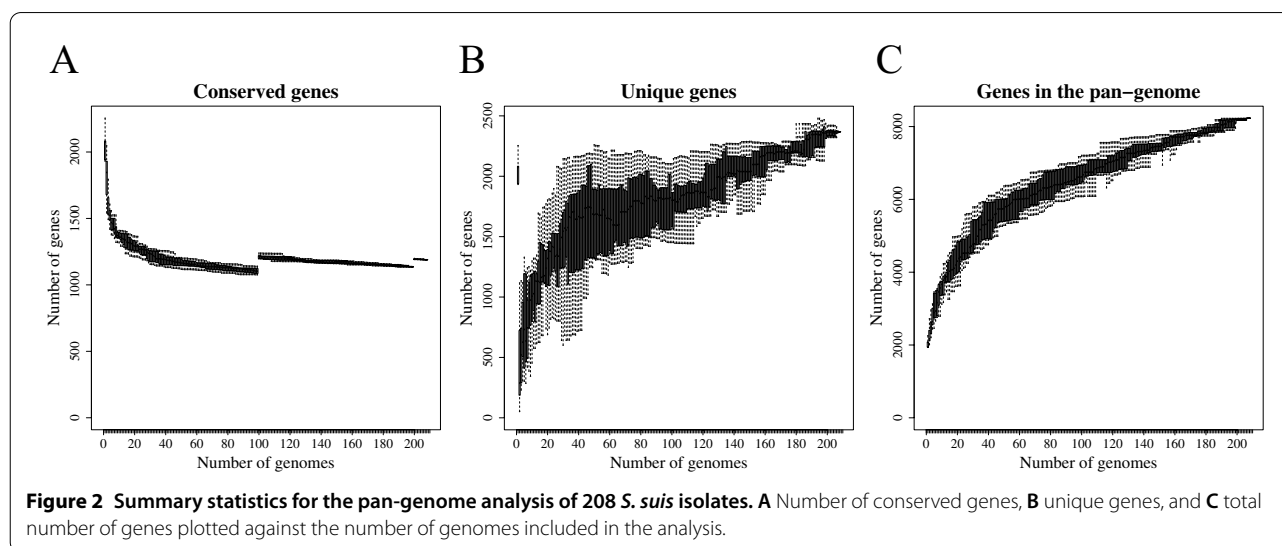 A
B
C
Conserved genes
Unique genes
Genes in the pan−genome
Number of genes
0
500
1000
1500
2000
0 20 40 60 80 100 120 140 160 180 200
Number of genomes
Number of genes
0
500
1000
1500
2000
2500
0 20 40 60 80 100 120 140 160 180 200
Number of genomes
Number of genes
0
2000
4000
6000
8000
0 20 40 60 80 100 120 140 160 180 200
Number of genomes
Figure 2 Summary statistics for the pan-genome analysis of 208 S. suis isolates. A Number of conserved genes, B unique genes, and C total
number of genes plotted against the number of genomes included in the analysis.